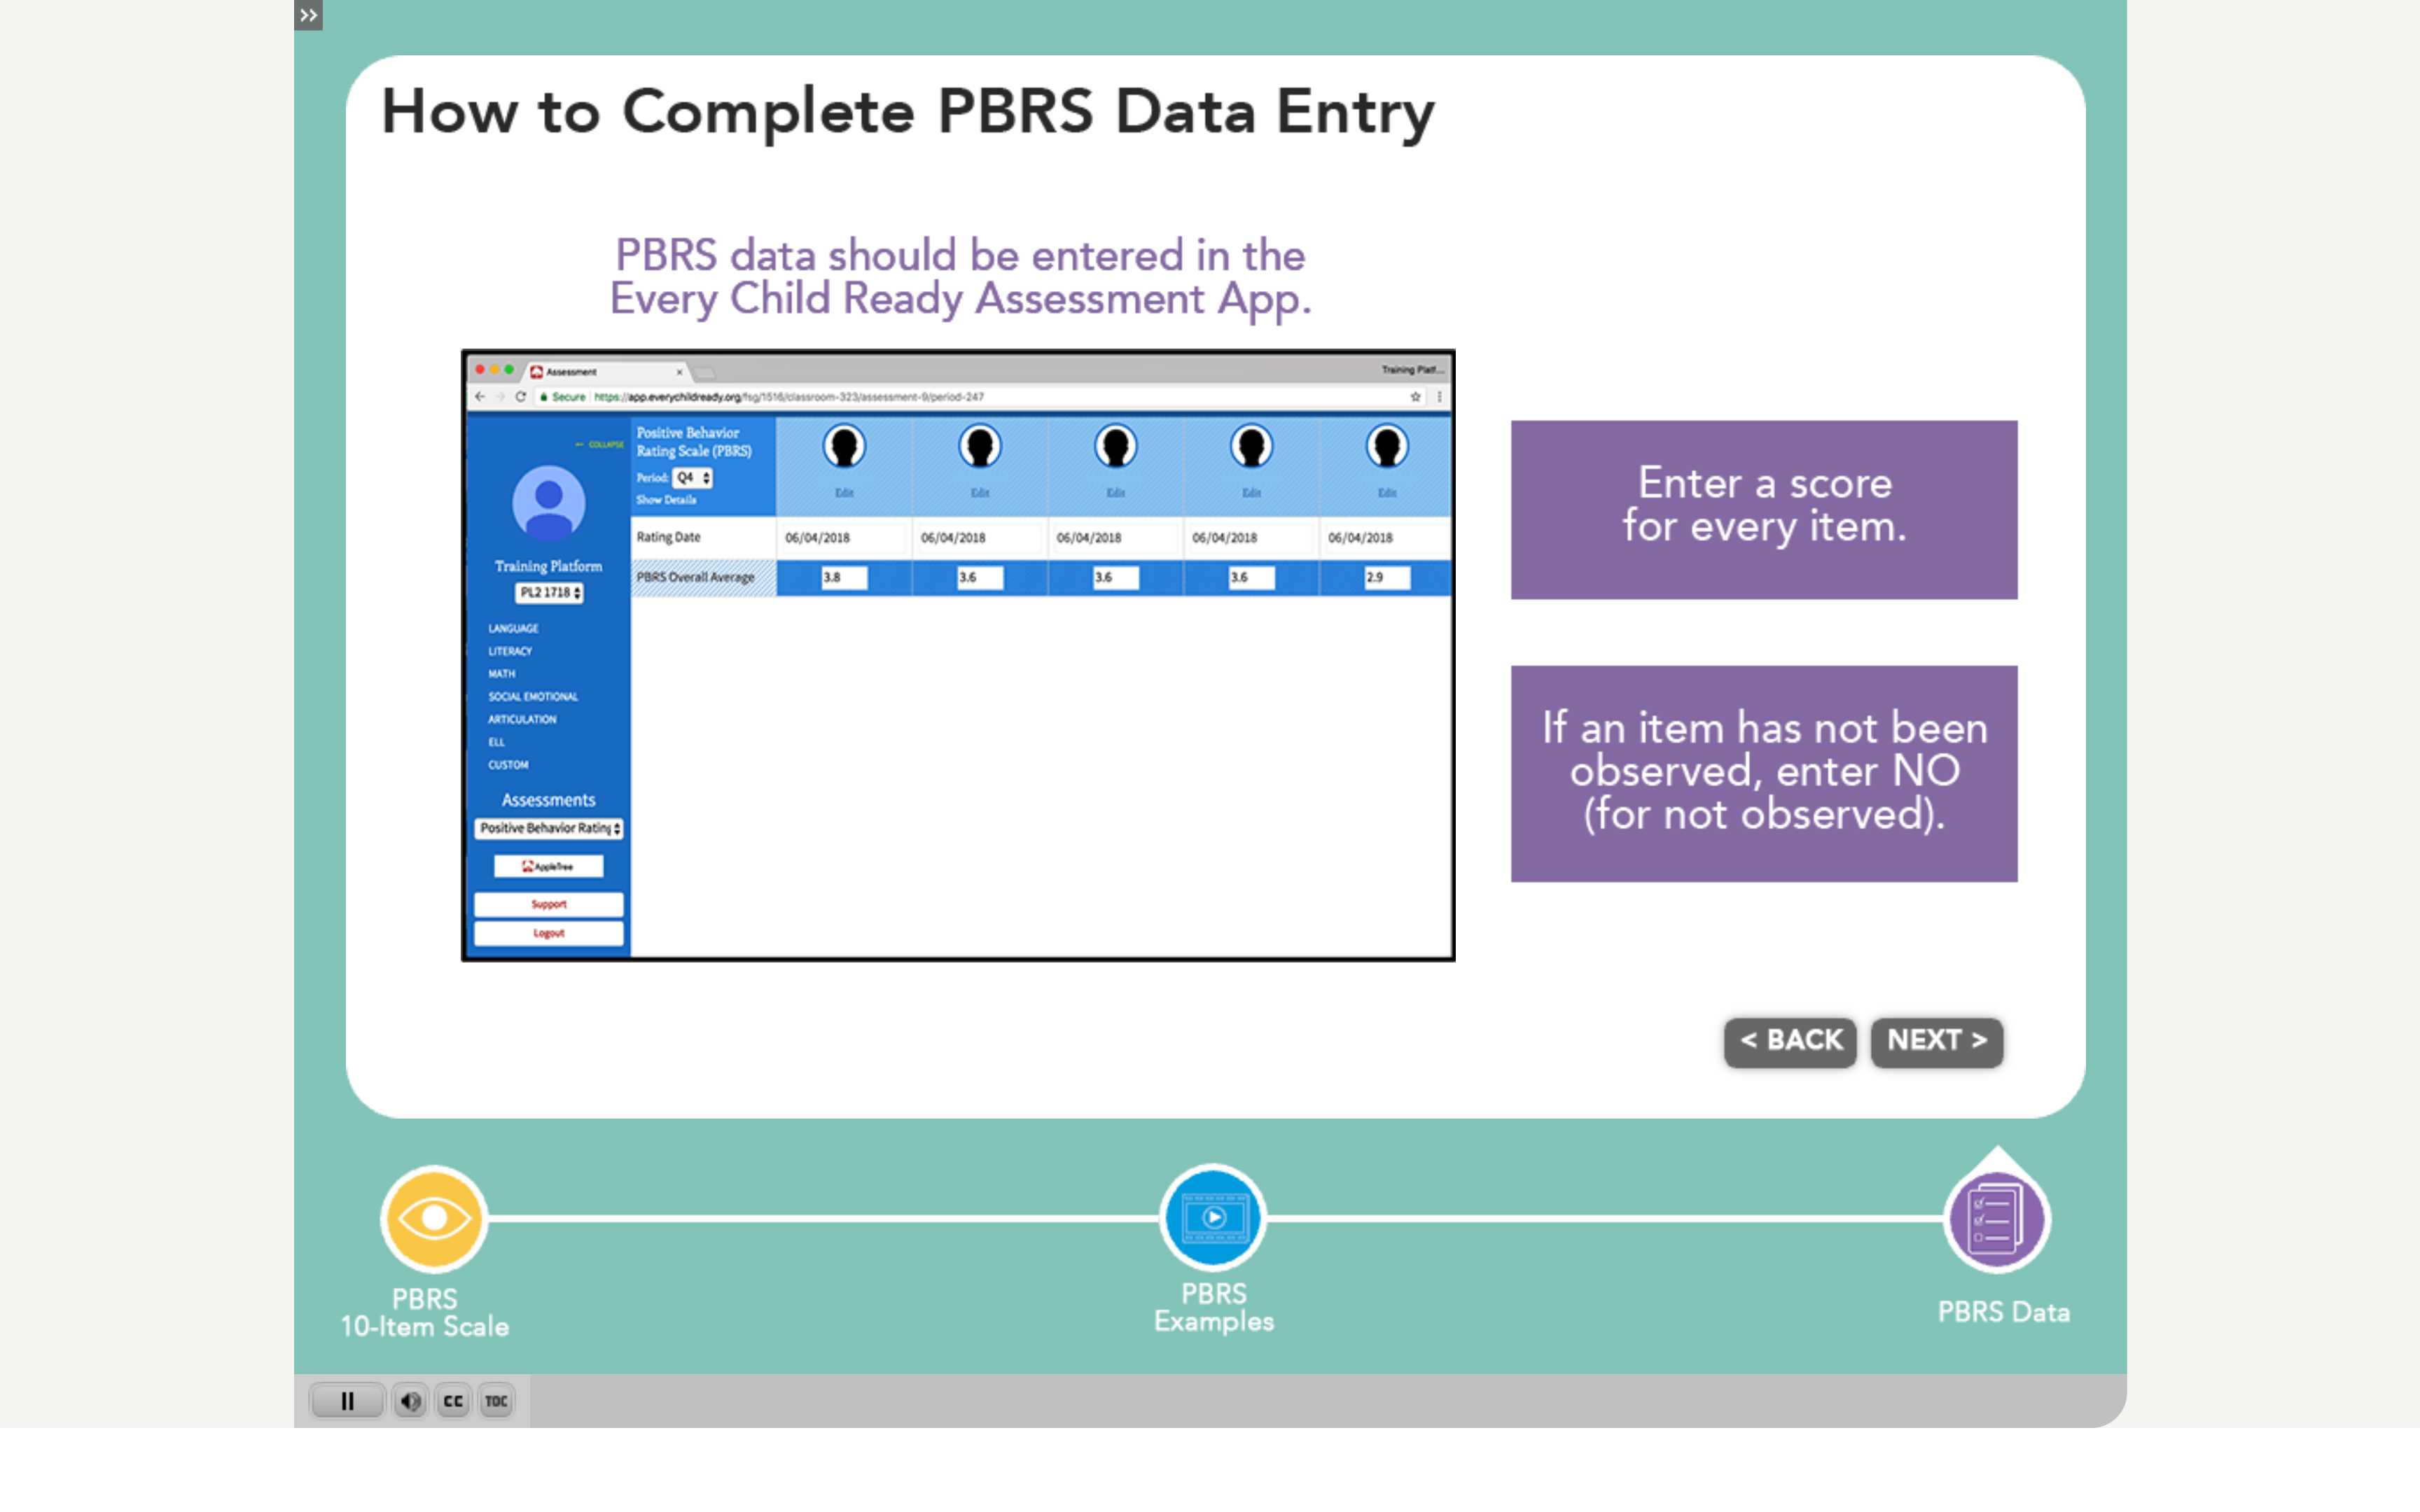 How to Complete PBRS Data Entry
PBRS data should be entered in the
Every Child Ready Assessment App.
Assessment
Training Platf...
Secure https://app.everychildready.org/fsg/1516/classroom-323/assessment-9/period-247
← COLLAPSE
Training Platform
PL2 1718
LANGUAGE
LITERACY
MATH
SOCIAL EMOTIONAL
ARTICULATION
ELL
CUSTOM
Assessments
Positive Behavior Rating
AppleTree
Support
Logout
Positive Behavior
Rating Scale (PBRS)
Period: Q4
Show Details
Edit Edit Edit Edit Edit
Rating Date 06/04/2018 06/04/2018 06/04/2018 06/04/2018 06/04/2018
PBRS Overall Average 3.8 3.6 3.6 3.6 2.9
Enter a score
for every item.
If an item has not been
observed, enter NO
(for not observed).
< BACK NEXT >
PBRS
10-Item Scale
PBRS
Examples
PBRS Data
CC TOC